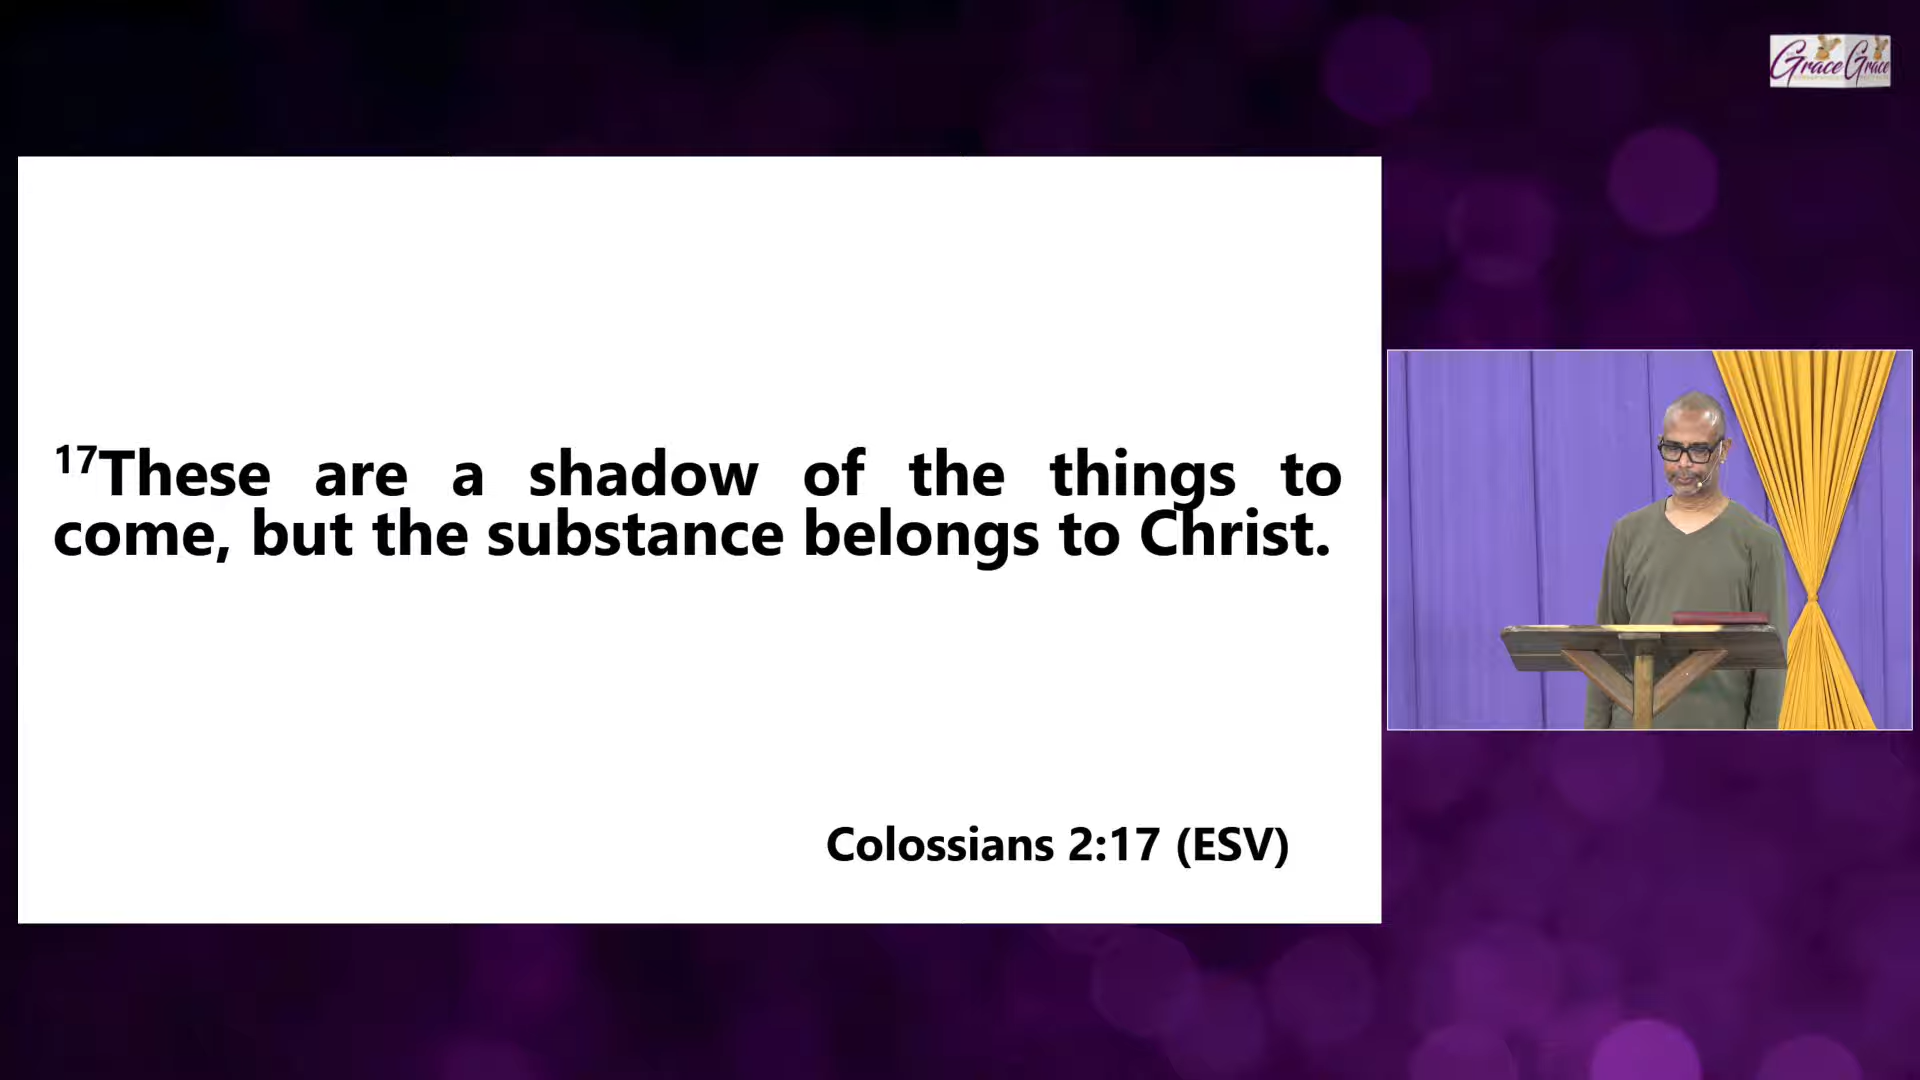 Grace Grace
17These are a shadow of the things to
come, but the substance belongs to Christ.
Colossians 2:17 (ESV)